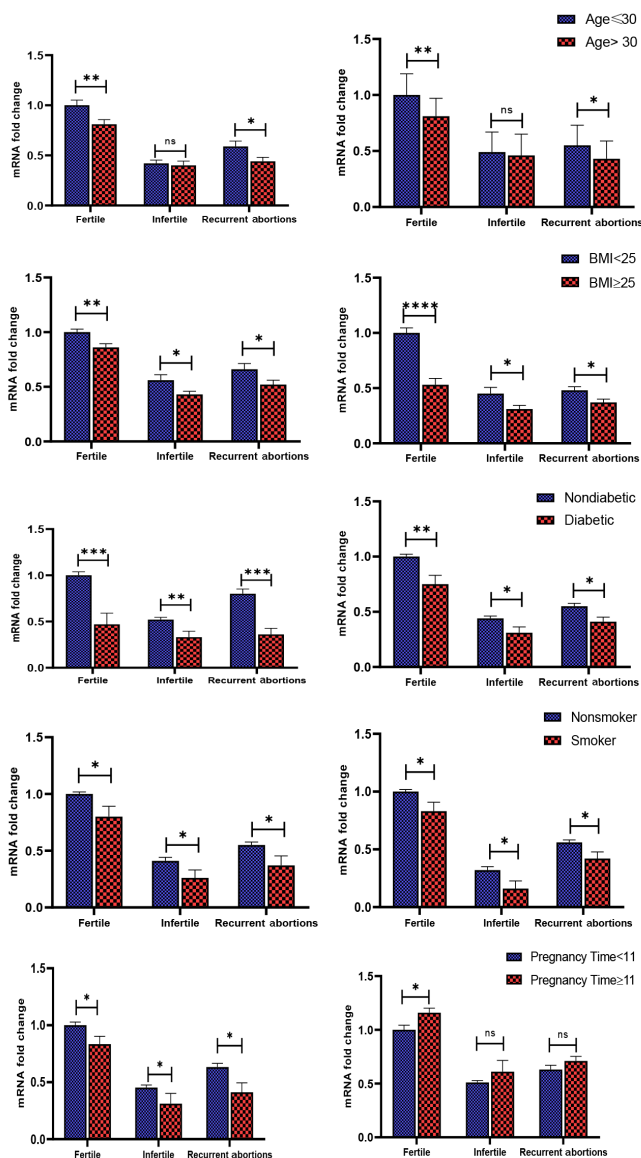 Age≤30
Age> 30
mRNA fold change
1.5
1.0
0.5
0.0
**
ns
*
Fertile
Infertile
Recurrent abortions
mRNA fold change
1.5
1.0
0.5
0.0
**
ns
*
Fertile
Infertile
Recurrent abortions
BMI<25
BMI≥25
mRNA fold change
1.5
1.0
0.5
0.0
**
*
*
Fertile
Infertile
Recurrent abortions
mRNA fold change
1.5
1.0
0.5
0.0
****
*
*
Fertile
Infertile
Recurrent abortions
Nondiabetic
Diabetic
mRNA fold change
1.5
1.0
0.5
0.0
***
**
***
Fertile
Infertile
Recurrent abortions
mRNA fold change
1.5
1.0
0.5
0.0
**
*
*
Fertile
Infertile
Recurrent abortions
Nonsmoker
Smoker
mRNA fold change
1.5
1.0
0.5
0.0
*
*
*
Fertile
Infertile
Recurrent abortions
mRNA fold change
1.5
1.0
0.5
0.0
*
*
*
Fertile
Infertile
Recurrent abortions
Pregnancy Time<11
Pregnancy Time≥11
mRNA fold change
1.5
1.0
0.5
0.0
*
*
*
Fertile
Infertile
Recurrent abortions
mRNA fold change
1.5
1.0
0.5
0.0
*
ns
ns
Fertile
Infertile
Recurrent abortions